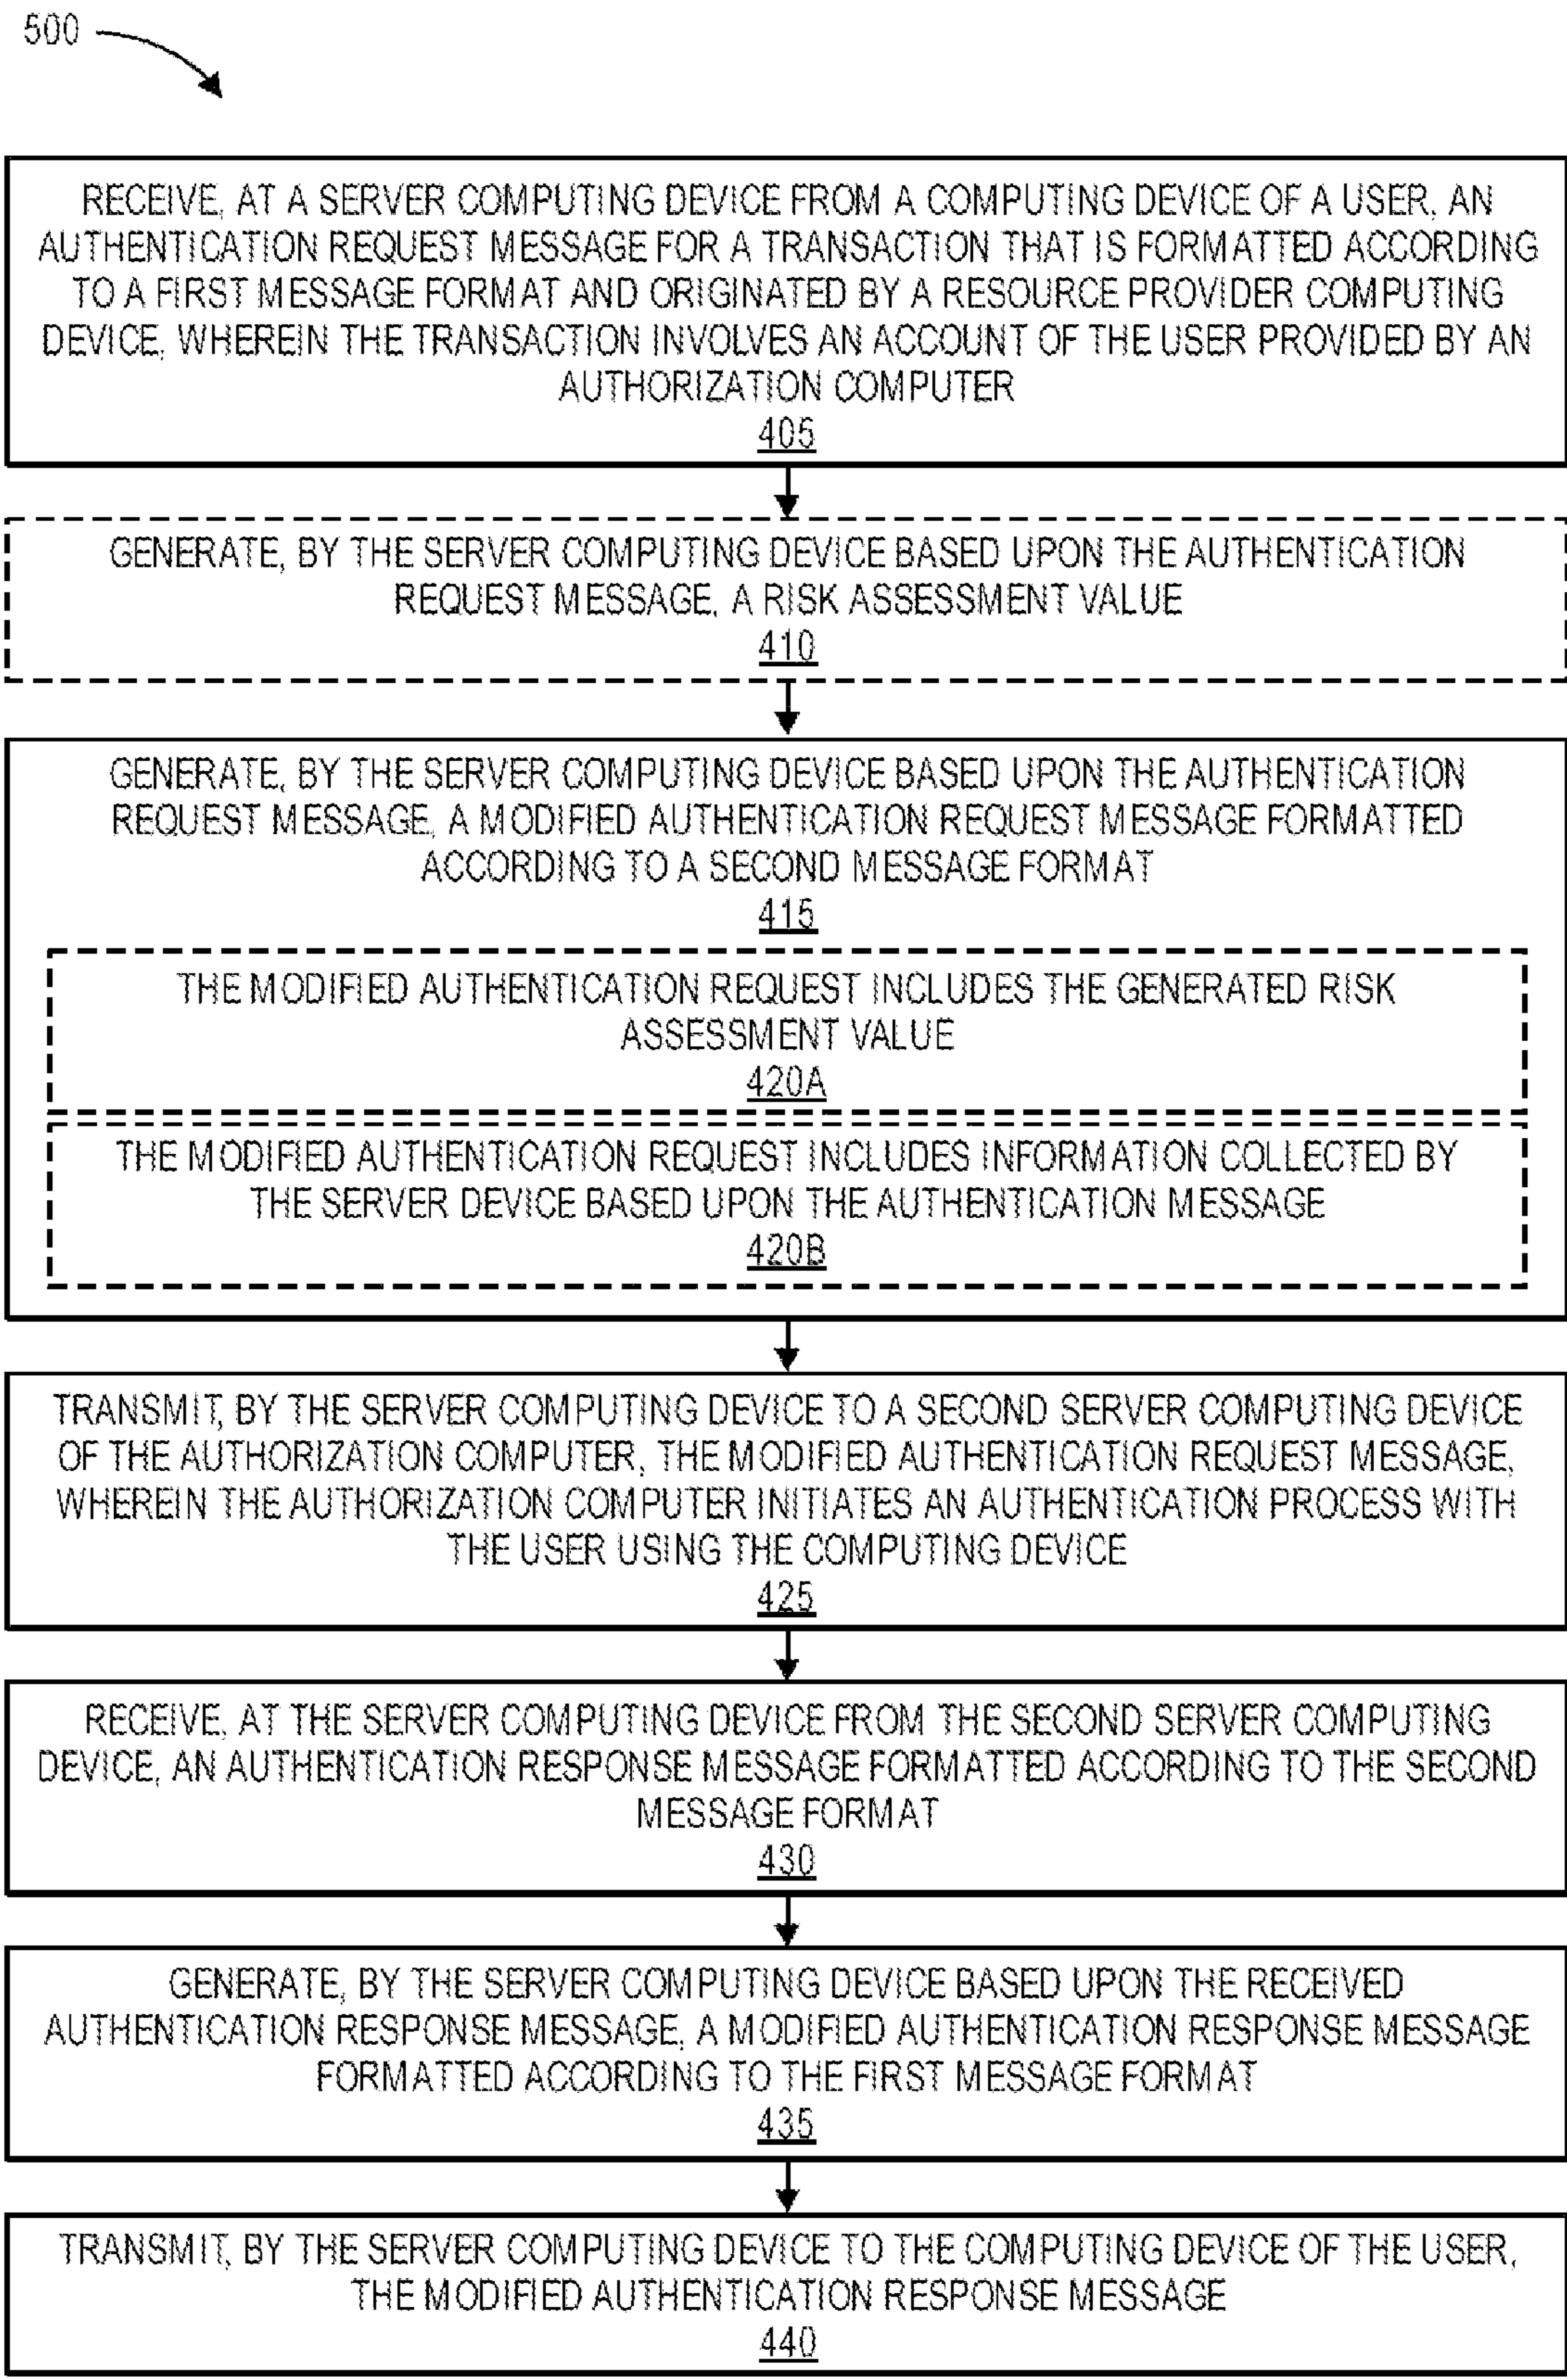 500
RECEIVE, AT A SERVER COMPUTING DEVICE FROM A COMPUTING DEVICE OF A USER, AN
AUTHENTICATION REQUEST MESSAGE FOR A TRANSACTION THAT IS FORMATTED ACCORDING
TO A FIRST MESSAGE FORMAT AND ORIGINATED BY A RESOURCE PROVIDER COMPUTING
DEVICE, WHEREIN THE TRANSACTION INVOLVES AN ACCOUNT OF THE USER PROVIDED BY AN
AUTHORIZATION COMPUTER
405
GENERATE, BY THE SERVER COMPUTING DEVICE BASED UPON THE AUTHENTICATION
REQUEST MESSAGE, A RISK ASSESSMENT VALUE
410
GENERATE, BY THE SERVER COMPUTING DEVICE BASED UPON THE AUTHENTICATION
REQUEST MESSAGE, A MODIFIED AUTHENTICATION REQUEST MESSAGE FORMATTED
ACCORDING TO A SECOND MESSAGE FORMAT
415
THE MODIFIED AUTHENTICATION REQUEST INCLUDES THE GENERATED RISK
ASSESSMENT VALUE
420A
THE MODIFIED AUTHENTICATION REQUEST INCLUDES INFORMATION COLLECTED BY
THE SERVER DEVICE BASED UPON THE AUTHENTICATION MESSAGE
420B
TRANSMIT, BY THE SERVER COMPUTING DEVICE TO A SECOND SERVER COMPUTING DEVICE
OF THE AUTHORIZATION COMPUTER, THE MODIFIED AUTHENTICATION REQUEST MESSAGE,
WHEREIN THE AUTHORIZATION COMPUTER INITIATES AN AUTHENTICATION PROCESS WITH
THE USER USING THE COMPUTING DEVICE
425
RECEIVE, AT THE SERVER COMPUTING DEVICE FROM THE SECOND SERVER COMPUTING
DEVICE, AN AUTHENTICATION RESPONSE MESSAGE FORMATTED ACCORDING TO THE SECOND
MESSAGE FORMAT
430
GENERATE, BY THE SERVER COMPUTING DEVICE BASED UPON THE RECEIVED
AUTHENTICATION RESPONSE MESSAGE, A MODIFIED AUTHENTICATION RESPONSE MESSAGE
FORMATTED ACCORDING TO THE FIRST MESSAGE FORMAT
435
TRANSMIT, BY THE SERVER COMPUTING DEVICE TO THE COMPUTING DEVICE OF THE USER,
THE MODIFIED AUTHENTICATION RESPONSE MESSAGE
440